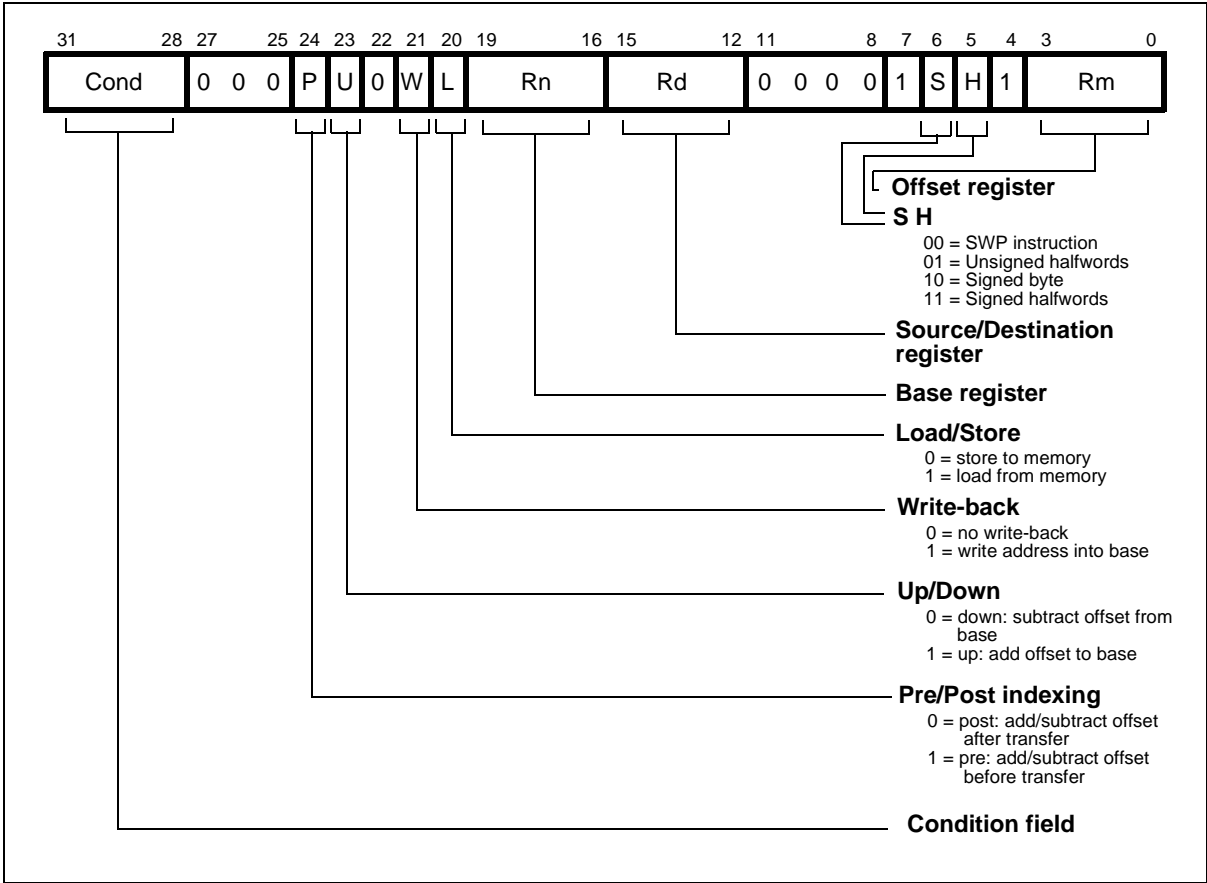 31 28 27 25 24 23 22 21 20 19 16 15 12 11 8 7 6 5 4 3 0
Cond 0 0 0 P U 0 W L Rn Rd 0 0 0 0 1 S H 1 Rm
Offset register
S H
00 = SWP instruction
01 = Unsigned halfwords
10 = Signed byte
11 = Signed halfwords
Source/Destination
register
Base register
Load/Store
0 = store to memory
1 = load from memory
Write-back
0 = no write-back
1 = write address into base
Up/Down
0 = down: subtract offset from
base
1 = up: add offset to base
Pre/Post indexing
0 = post: add/subtract offset
after transfer
1 = pre: add/subtract offset
before transfer
Condition field